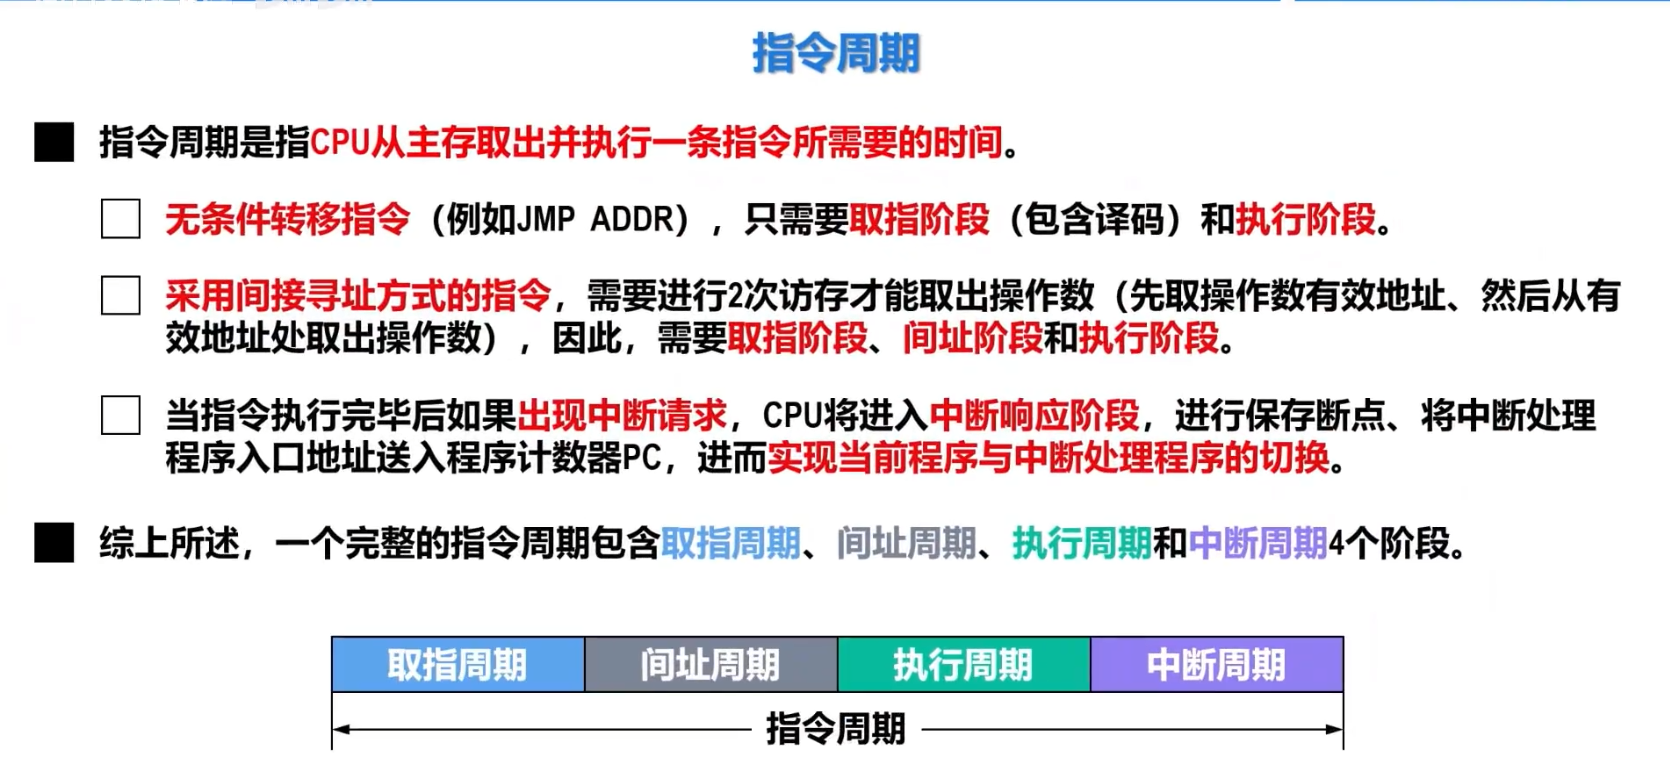 指令周期
指令周期是指CPU从主存取出并执行一条指令所需要的时间。
无条件转移指令（例如JMP ADDR），只需要取指阶段（包含译码）和执行阶段。
采用间接寻址方式的指令，需要进行2次访存才能取出操作数（先取操作数有效地址、然后从有
效地址处取出操作数），因此，需要取指阶段、间址阶段和执行阶段。
当指令执行完毕后如果出现中断请求，CPU将进入中断响应阶段，进行保存断点、将中断处理
程序入口地址送入程序计数器PC，进而实现当前程序与中断处理程序的切换。
综上所述，一个完整的指令周期包含取指周期、间址周期、执行周期和中断周期4个阶段。
取指周期 间址周期 执行周期 中断周期
指令周期